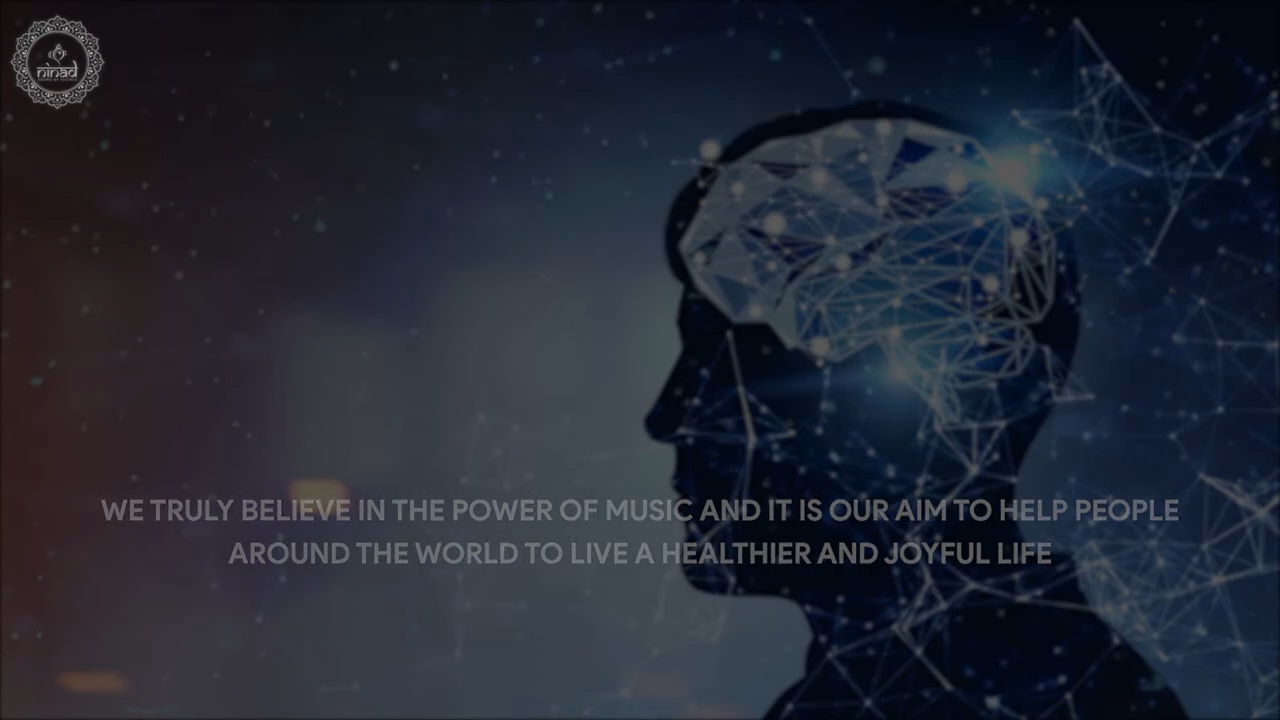 ninad
WE TRULY BELIEVE IN THE POWER OF MUSIC AND IT IS OUR AIM TO HELP PEOPLE
AROUND THE WORLD TO LIVE A HEALTHIER AND JOYFUL LIFE